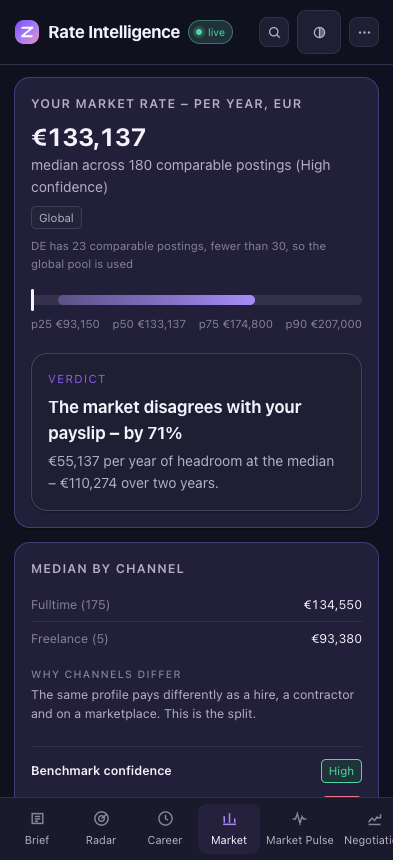 Rate Intelligence live
YOUR MARKET RATE – PER YEAR, EUR
€133,137
median across 180 comparable postings (High
confidence)
Global
DE has 23 comparable postings, fewer than 30, so the
global pool is used
p25 €93,150 p50 €133,137 p75 €174,800 p90 €207,000
VERDICT
The market disagrees with your
payslip – by 71%
€55,137 per year of headroom at the median
– €110,274 over two years.
MEDIAN BY CHANNEL
Fulltime (175) €134,550
Freelance (5) €93,380
WHY CHANNELS DIFFER
The same profile pays differently as a hire, a contractor
and on a marketplace. This is the split.
Benchmark confidence High
Brief Radar Career Market Market Pulse Negotiati